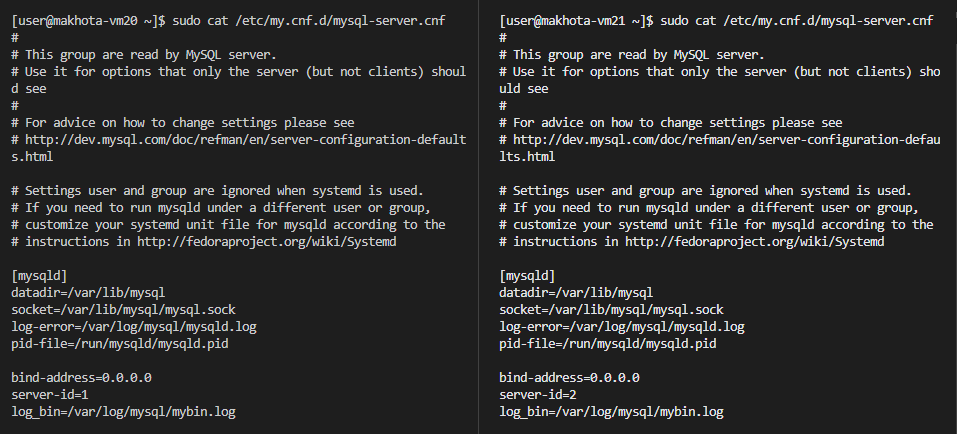 [user@makhota-vm20 ~]$ sudo cat /etc/my.cnf.d/mysql-server.cnf
#
# This group are read by MySQL server.
# Use it for options that only the server (but not clients) shoul
d see
#
# For advice on how to change settings please see
# http://dev.mysql.com/doc/refman/en/server-configuration-default
s.html

# Settings user and group are ignored when systemd is used.
# If you need to run mysqld under a different user or group,
# customize your systemd unit file for mysqld according to the
# instructions in http://fedoraproject.org/wiki/Systemd

[mysqld]
datadir=/var/lib/mysql
socket=/var/lib/mysql/mysql.sock
log-error=/var/log/mysql/mysqld.log
pid-file=/run/mysqld/mysqld.pid

bind-address=0.0.0.0
server-id=1
log_bin=/var/log/mysql/mybin.log

[user@makhota-vm21 ~]$ sudo cat /etc/my.cnf.d/mysql-server.cnf
#
# This group are read by MySQL server.
# Use it for options that only the server (but not clients) sho
uld see
#
# For advice on how to change settings please see
# http://dev.mysql.com/doc/refman/en/server-configuration-defau
lts.html

# Settings user and group are ignored when systemd is used.
# If you need to run mysqld under a different user or group,
# customize your systemd unit file for mysqld according to the
# instructions in http://fedoraproject.org/wiki/Systemd

[mysqld]
datadir=/var/lib/mysql
socket=/var/lib/mysql/mysql.sock
log-error=/var/log/mysql/mysqld.log
pid-file=/run/mysqld/mysqld.pid

bind-address=0.0.0.0
server-id=2
log_bin=/var/log/mysql/mybin.log